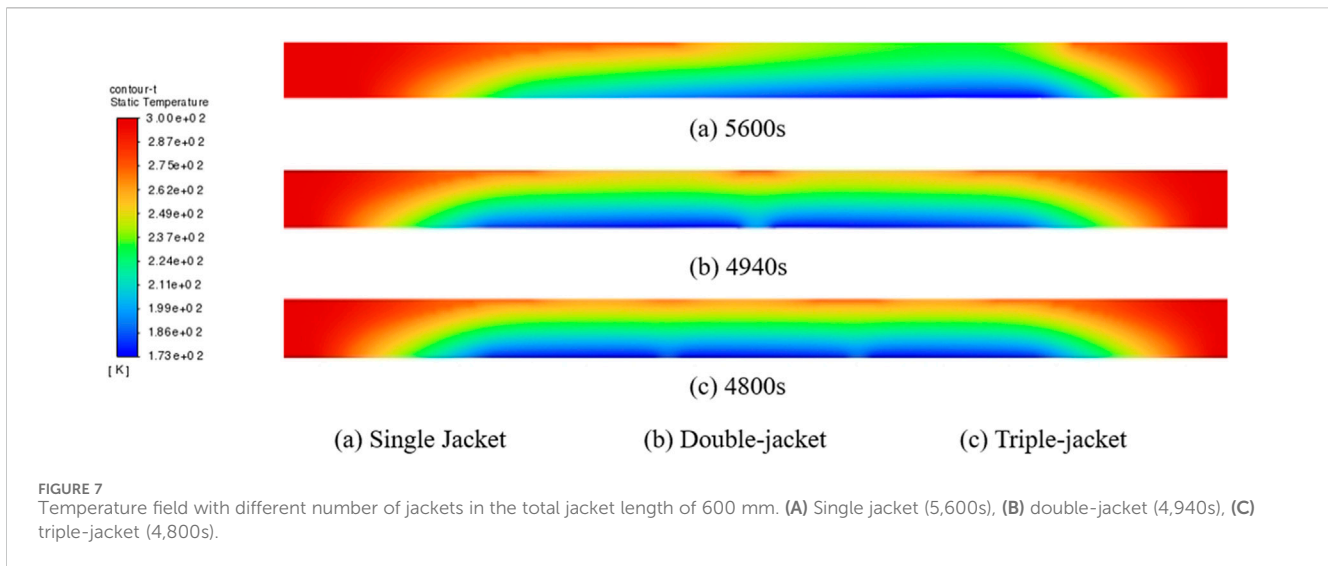 contour-t
Static Temperature
3.00e+02
2.87e+02
2.75e+02
2.62e+02
2.49e+02
2.37e+02
2.24e+02
2.11e+02
1.99e+02
1.86e+02
1.73e+02
[K]
(a) 5600s
(b) 4940s
(c) 4800s
(a) Single Jacket (b) Double-jacket (c) Triple-jacket
FIGURE 7
Temperature field with different number of jackets in the total jacket length of 600 mm. (A) Single jacket (5,600s), (B) double-jacket (4,940s), (C)
triple-jacket (4,800s).